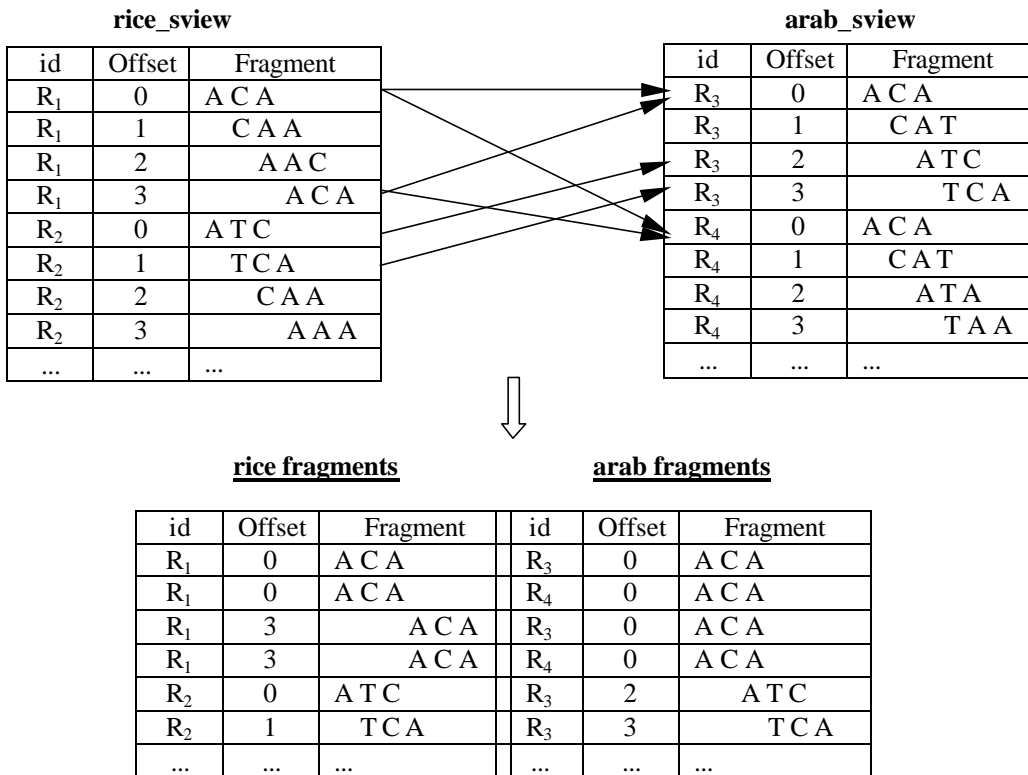 rice_sview
id Offset Fragment
R1 0 A C A
R1 1 C A A
R1 2 A A C
R1 3 A C A
R2 0 A T C
R2 1 T C A
R2 2 C A A
R2 3 A A A
... ... ...
arab_sview
id Offset Fragment
R3 0 A C A
R3 1 C A T
R3 2 A T C
R3 3 T C A
R4 0 A C A
R4 1 C A T
R4 2 A T A
R4 3 T A A
... ... ...
rice fragments arab fragments
id Offset Fragment id Offset Fragment
R1 0 A C A R3 0 A C A
R1 0 A C A R4 0 A C A
R1 3 A C A R3 0 A C A
R1 3 A C A R4 0 A C A
R2 0 A T C R3 2 A T C
R2 1 T C A R3 3 T C A
... ... ... ... ... ...